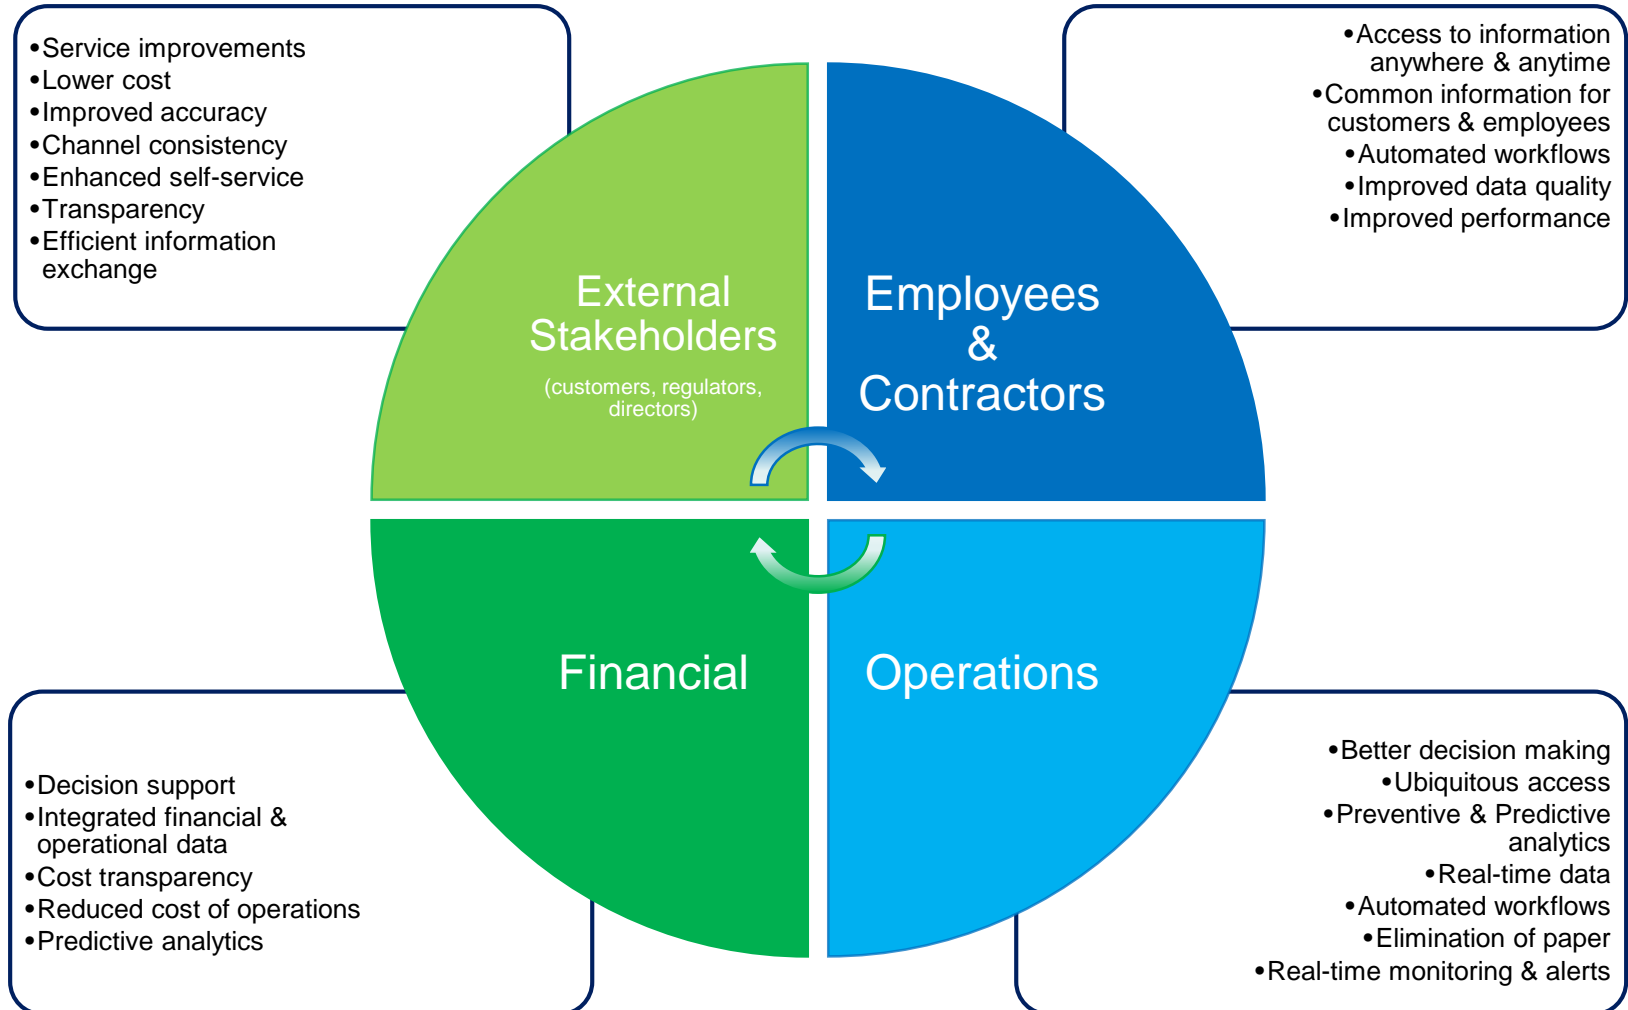 •Service improvements
•Lower cost
•Improved accuracy
•Channel consistency
•Enhanced self-service
•Transparency
•Efficient information
exchange
•Access to information
anywhere & anytime
•Common information for
customers & employees
•Automated workflows
•Improved data quality
•Improved performance
External
Stakeholders
(customers, regulators,
directors)
Employees
&
Contractors
Financial
Operations
•Decision support
•Integrated financial &
operational data
•Cost transparency
•Reduced cost of operations
•Predictive analytics
•Better decision making
•Ubiquitous access
•Preventive & Predictive
analytics
•Real-time data
•Automated workflows
•Elimination of paper
•Real-time monitoring & alerts